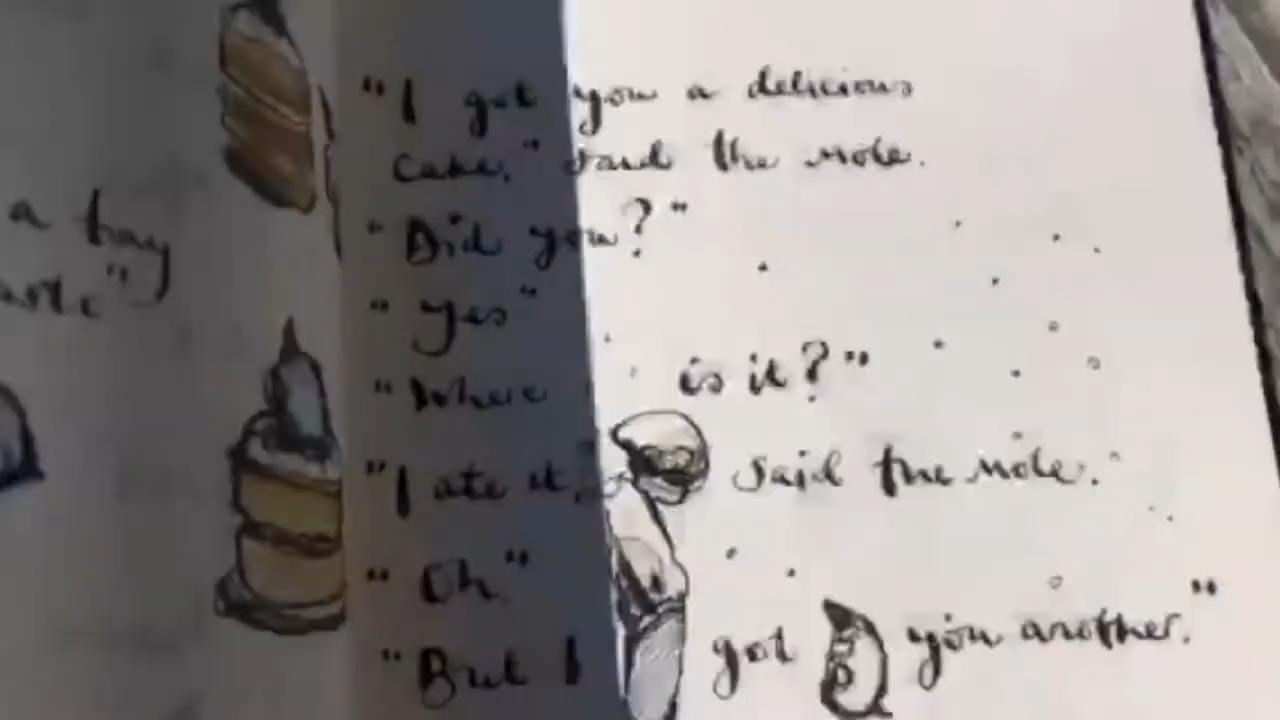 a tray
"I got you a delicious
cake," said the mole.
"Did you?"
"Yes"
"Where is it?"
"I ate it," said the mole.
"Oh."
"But I got you another."